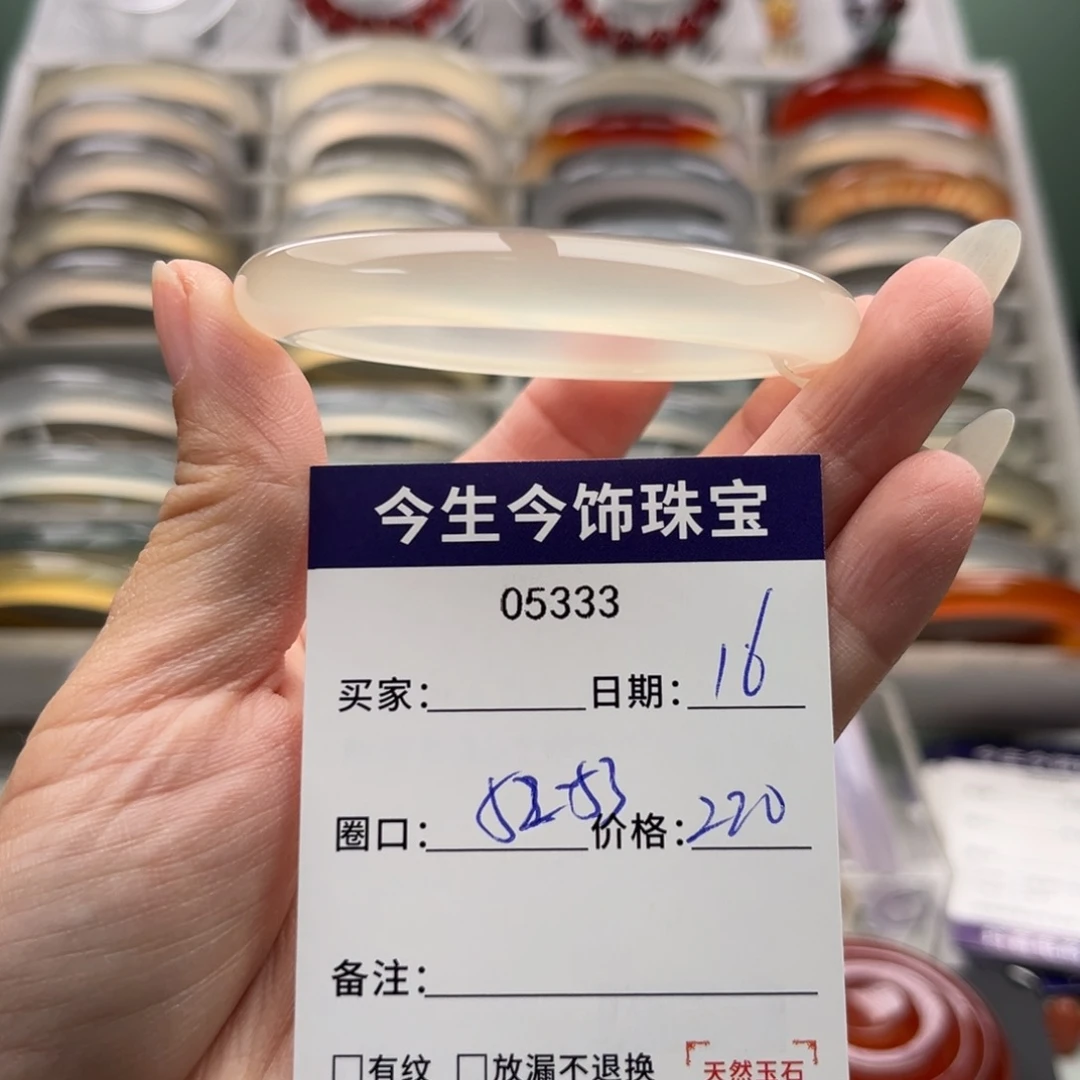 今生今饰珠宝
05333
买家: 日期: 16
圈口: 52-53 价格: 220
备注:
□有纹 □放漏不退换 天然玉石